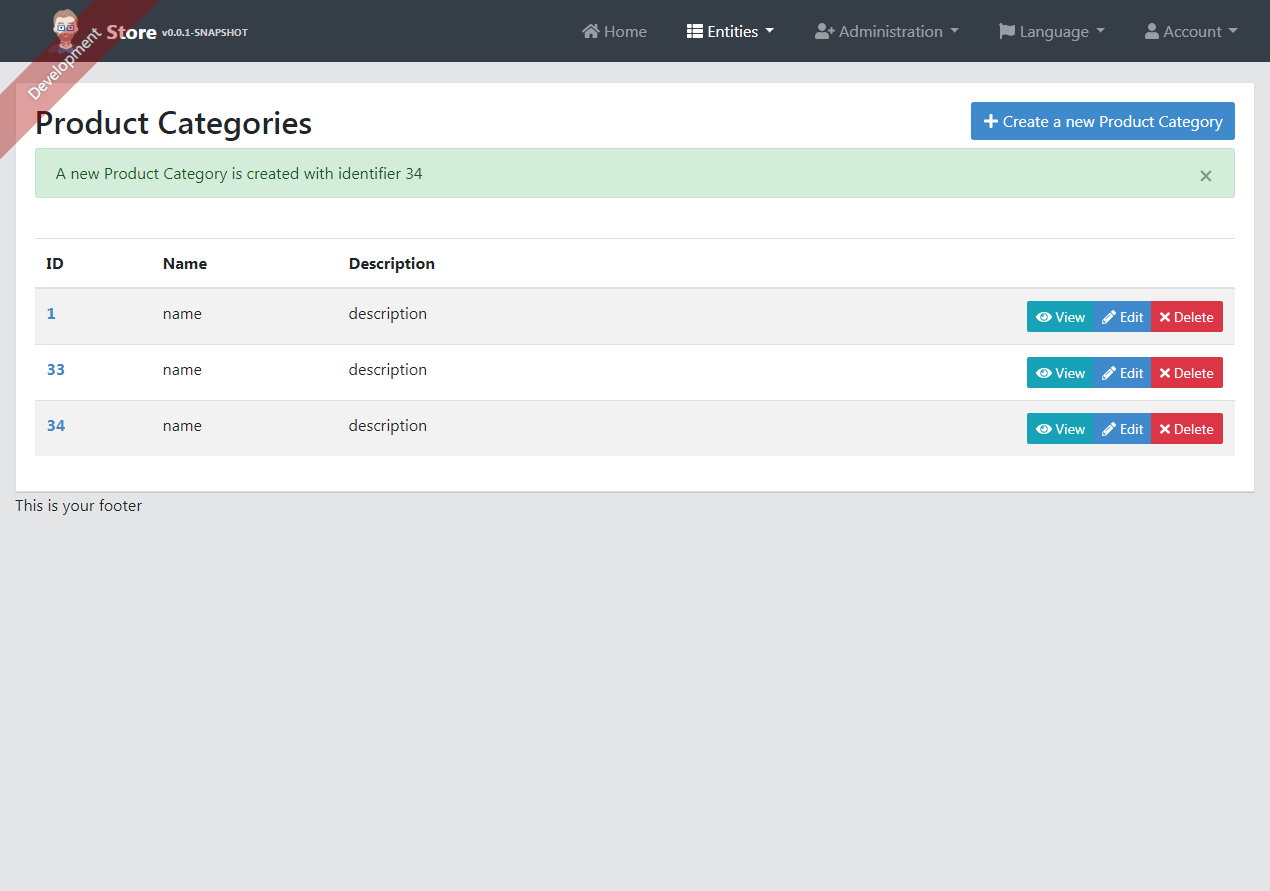 Development
Store v0.0.1-SNAPSHOT Home Entities Administration Language Account
Product Categories
Create a new Product Category
A new Product Category is created with identifier 34 ×
ID Name Description
1 name description View Edit Delete
33 name description View Edit Delete
34 name description View Edit Delete
This is your footer